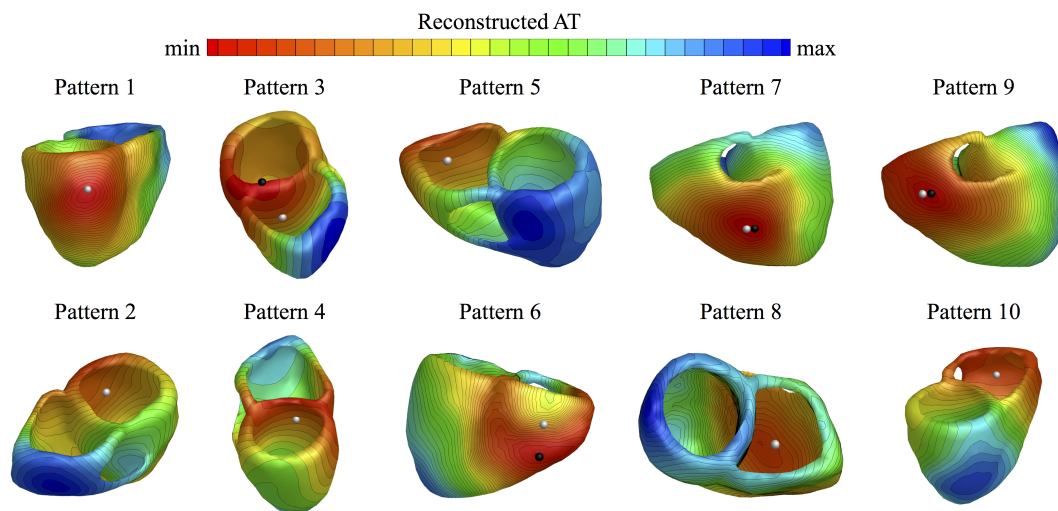 Reconstructed AT
min max
Pattern 1 Pattern 3 Pattern 5 Pattern 7 Pattern 9
Pattern 2 Pattern 4 Pattern 6 Pattern 8 Pattern 10